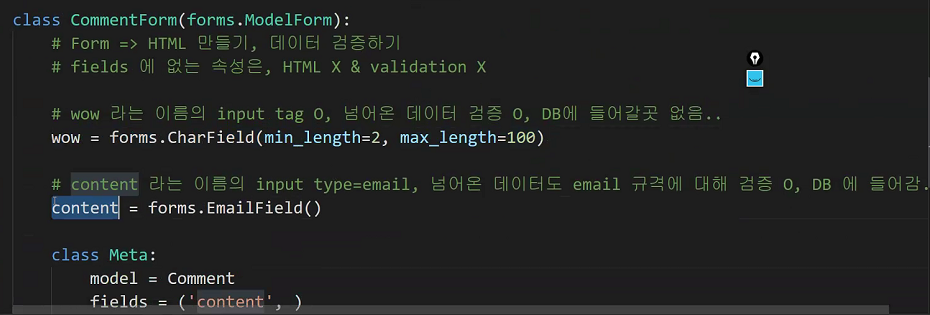 class CommentForm(forms.ModelForm):
# Form => HTML 만들기, 데이터 검증하기
# fields 에 없는 속성은, HTML X & validation X
# wow 라는 이름의 input tag O, 넘어온 데이터 검증 O, DB에 들어갈곳 없음..
wow = forms.CharField(min_length=2, max_length=100)
# content 라는 이름의 input type=email, 넘어온 데이터도 email 규격에 대해 검증 O, DB 에 들어감.
content = forms.EmailField()
class Meta:
model = Comment
fields = ('content', )